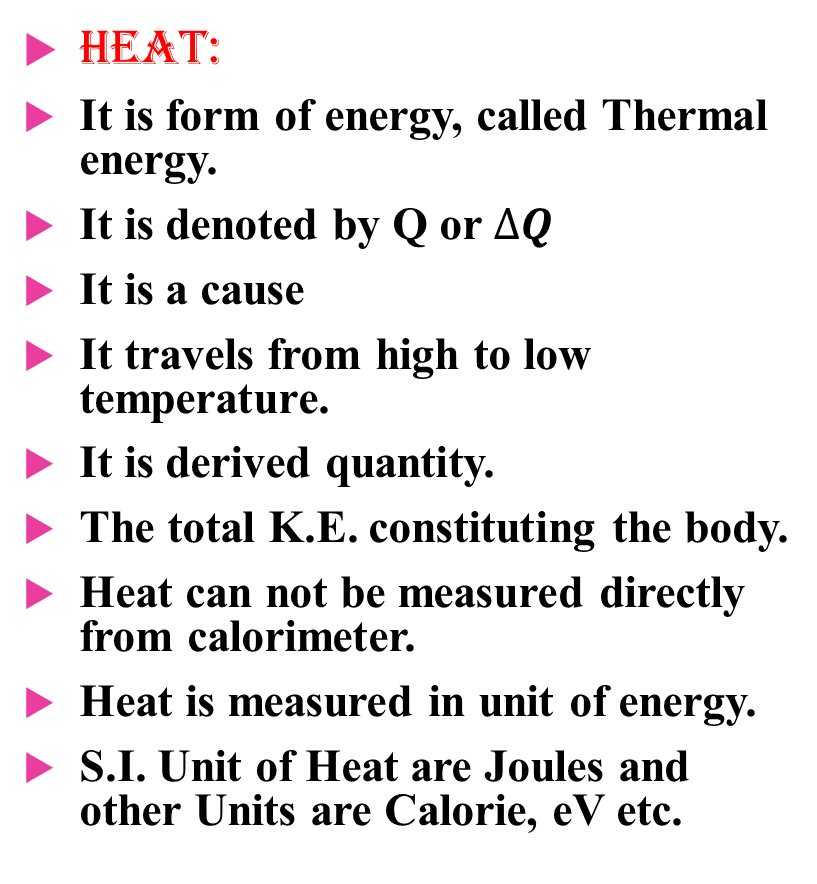 HEAT:
It is form of energy, called Thermal
energy.
It is denoted by Q or ΔQ
It is a cause
It travels from high to low
temperature.
It is derived quantity.
The total K.E. constituting the body.
Heat can not be measured directly
from calorimeter.
Heat is measured in unit of energy.
S.I. Unit of Heat are Joules and
other Units are Calorie, eV etc.